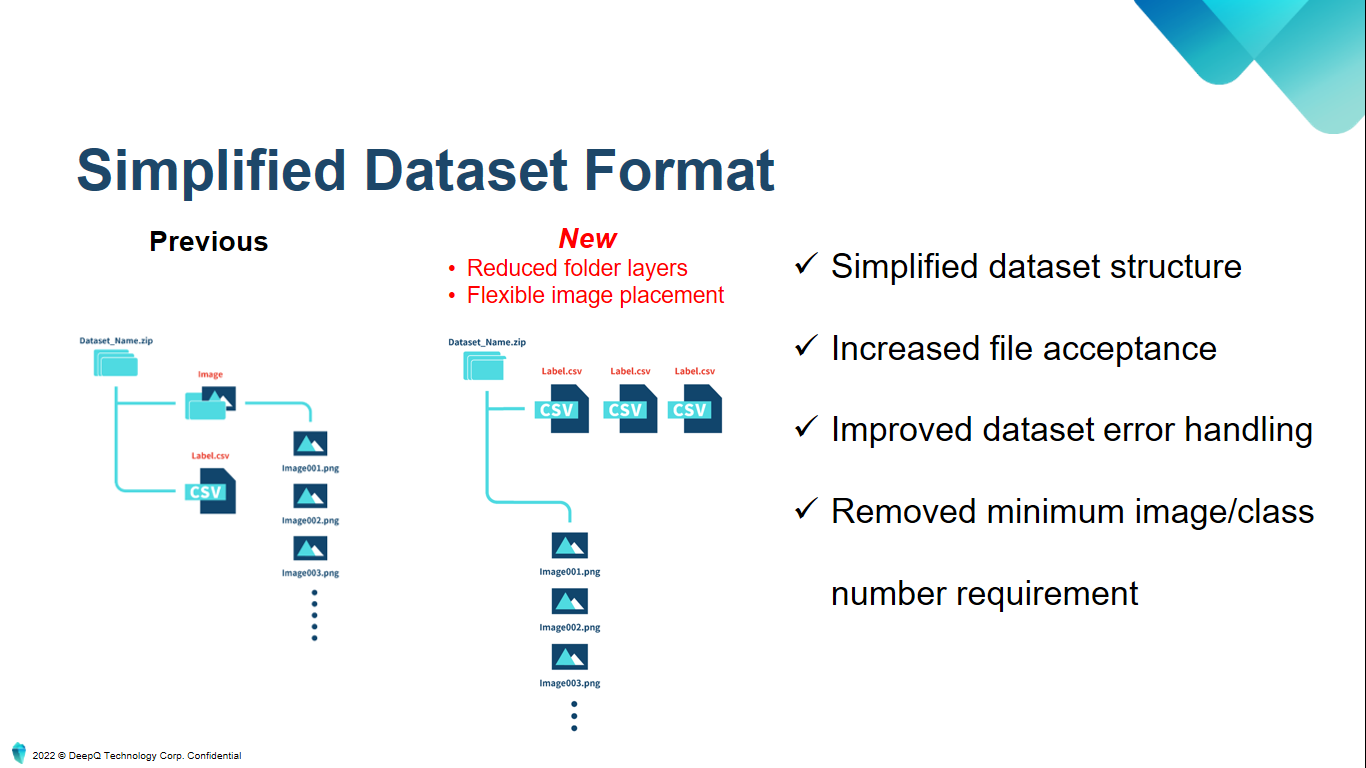 Simplified Dataset Format
Previous
New
• Reduced folder layers
• Flexible image placement
Dataset_Name.zip
Image
Label.csv
CSV
Image001.png
Image002.png
Image003.png
Dataset_Name.zip
Label.csv
Label.csv
Label.csv
CSV
CSV
CSV
Image001.png
Image002.png
Image003.png
✓ Simplified dataset structure
✓ Increased file acceptance
✓ Improved dataset error handling
✓ Removed minimum image/class
number requirement
2022 © DeepQ Technology Corp. Confidential